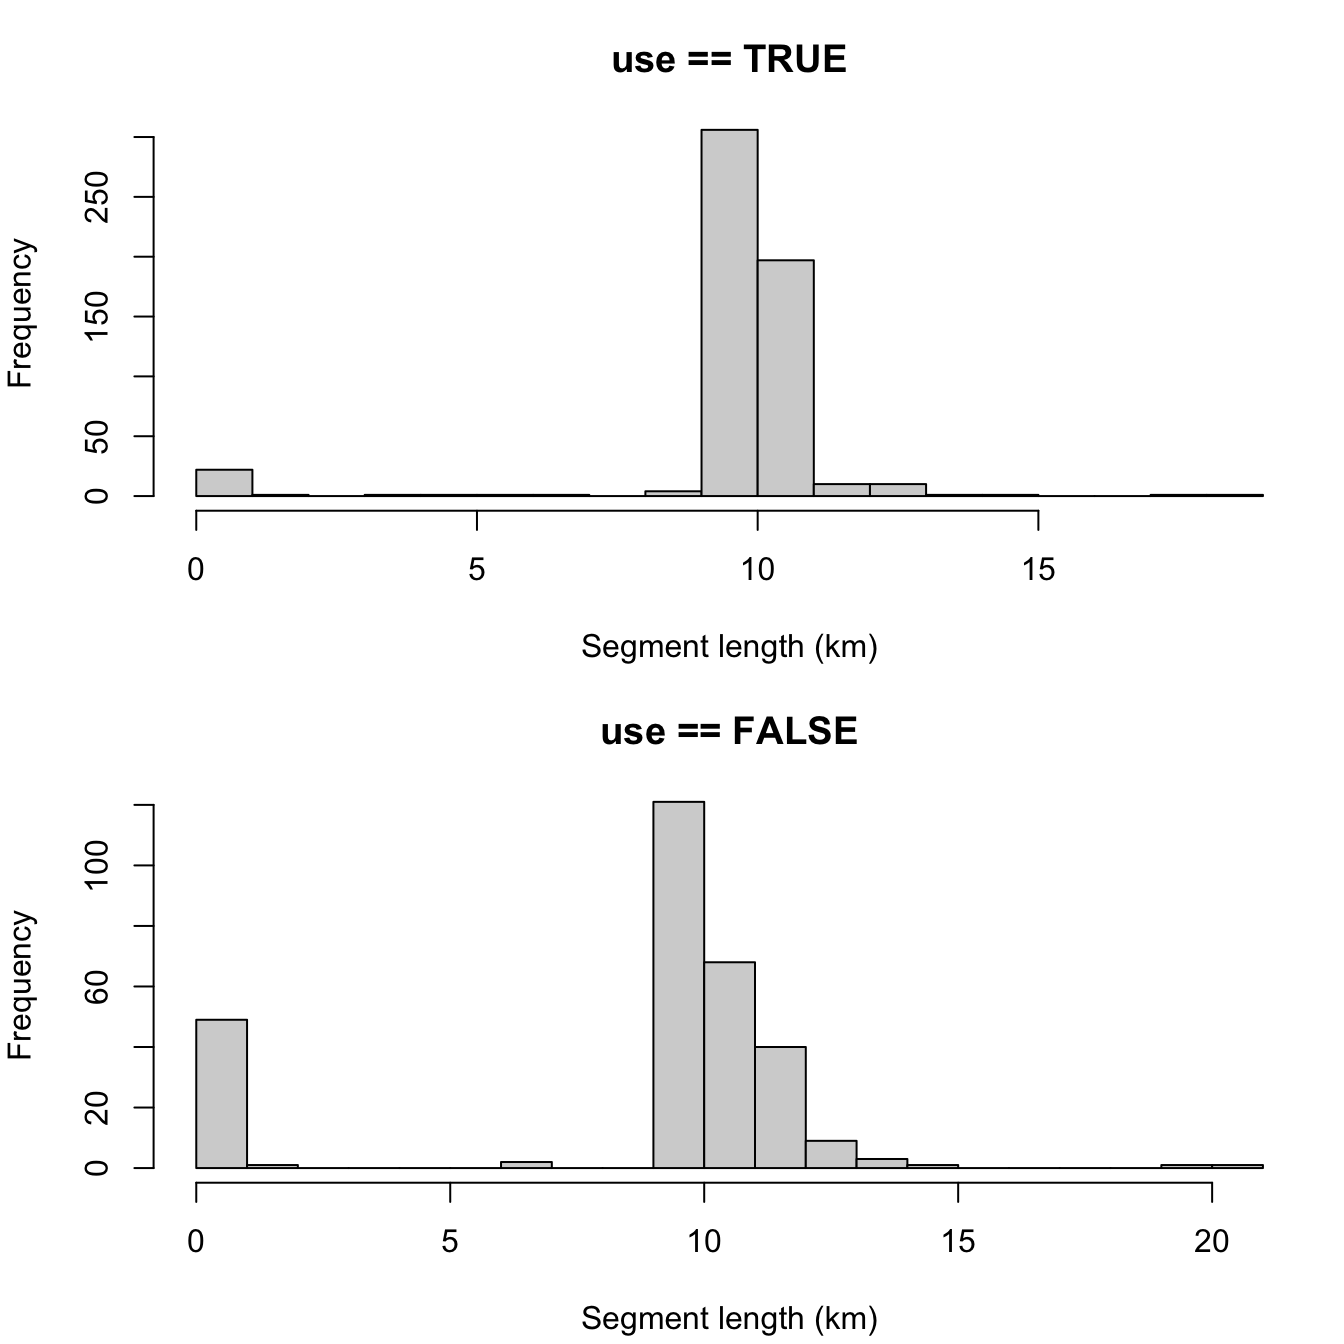 use == TRUE
Frequency
250
150
50
0
0 5 10 15
Segment length (km)
use == FALSE
Frequency
100
60
20
0
0 5 10 15 20
Segment length (km)